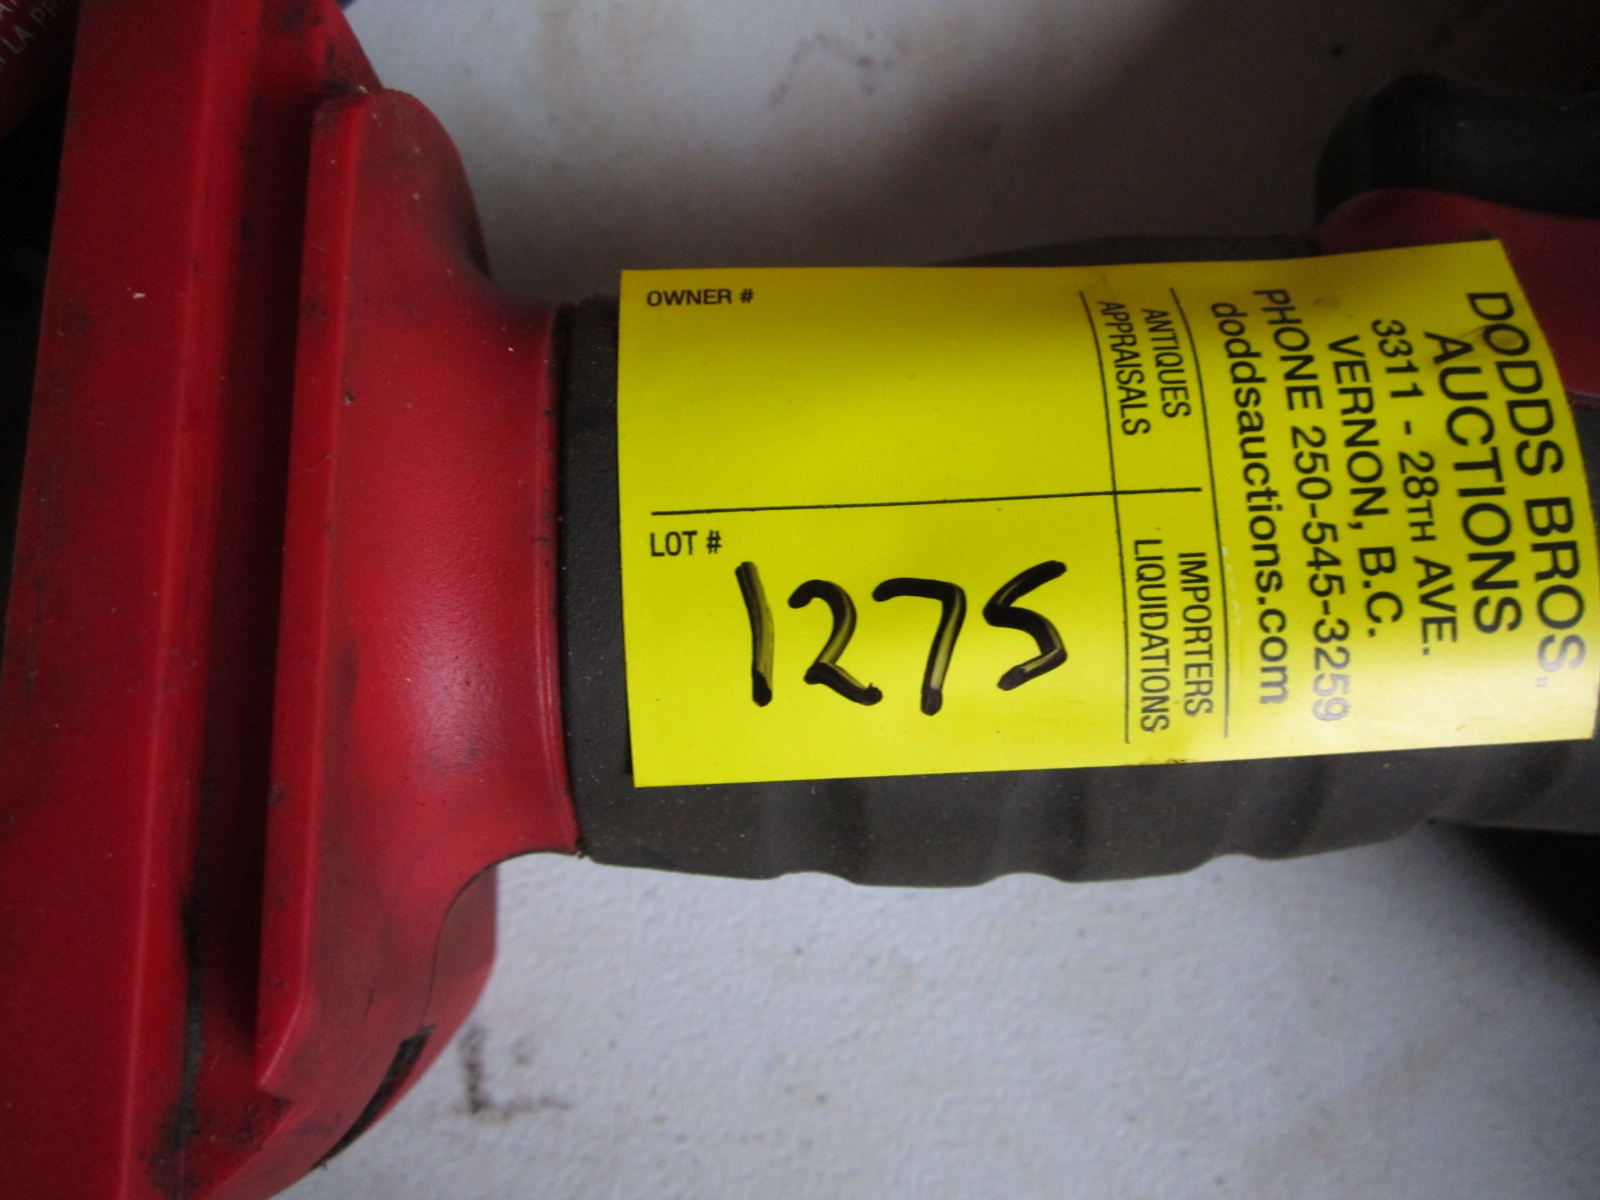 DODDS BROS.
AUCTIONS
3311 - 28TH AVE.
VERNON, B.C.
PHONE 250-545-3259
doddsauctions.com
ANTIQUES
APPRAISALS
IMPORTERS
LIQUIDATIONS
OWNER #
LOT #
1275
LA